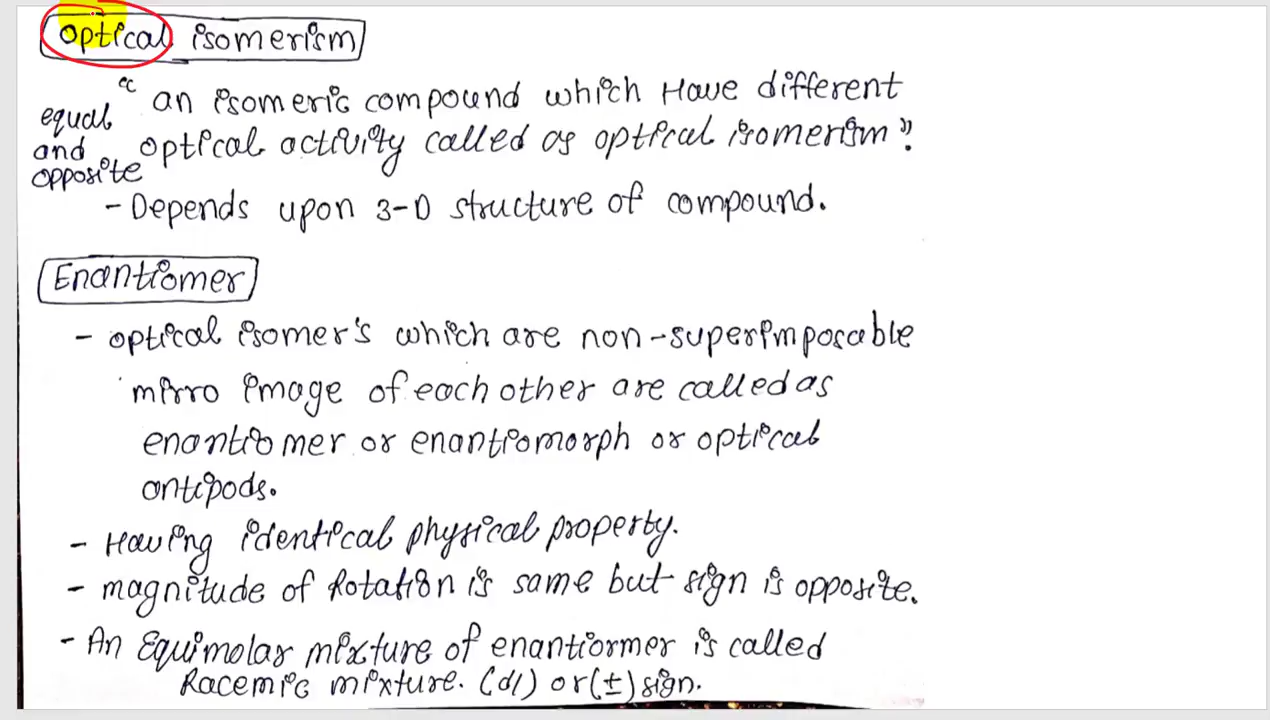 optical isomerism
“ an isomeric compound which Have different
equal
and optical activity called as optical isomerism”.
opposite
- Depends upon 3-D structure of compound.
Enantiomer
- optical isomer's which are non-superimposable
mirro image of each other are called as
enantiomer or enantiomorph or optical
antipods.
- Having identical physical property.
- magnitude of Rotation is same but sign is opposite.
- An Equimolar mixture of enantiormer is called
Racemic mixture. (dl) or (±) sign.